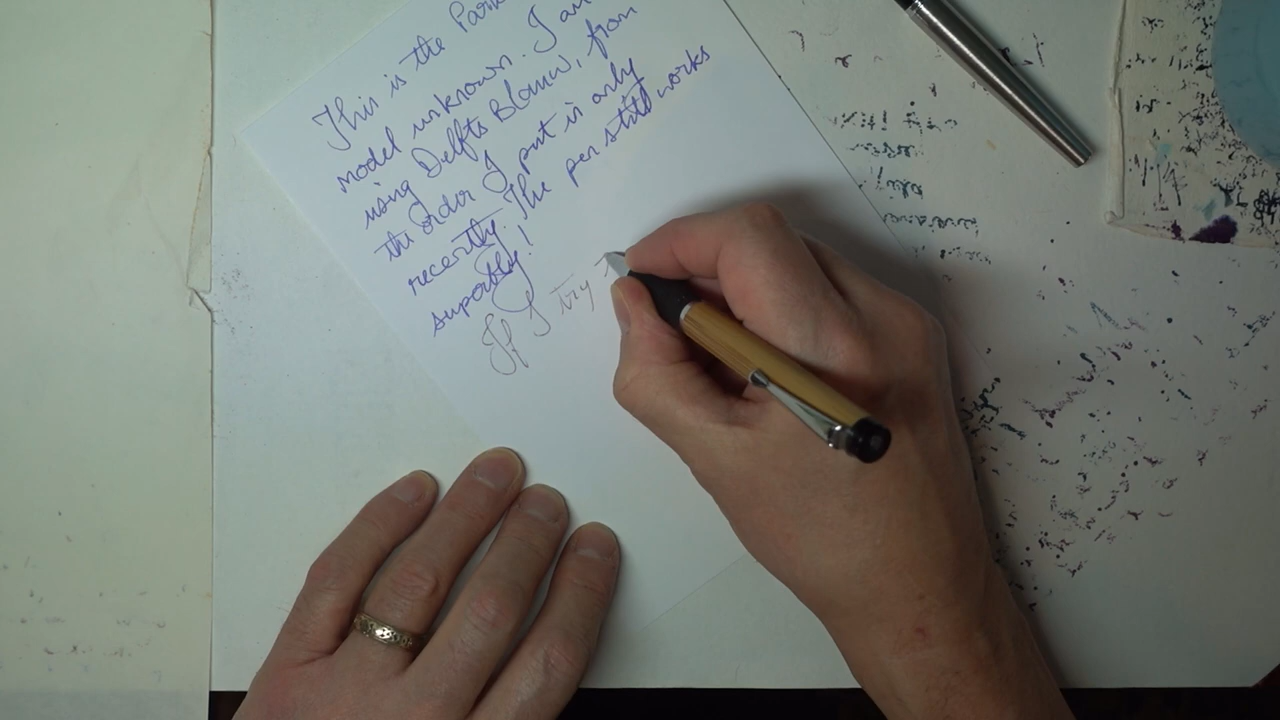 This is the Park
model unknown. I am
using Delfts Blauw, from
the order I put in only
recently. The pen still works
superbly!
If I try